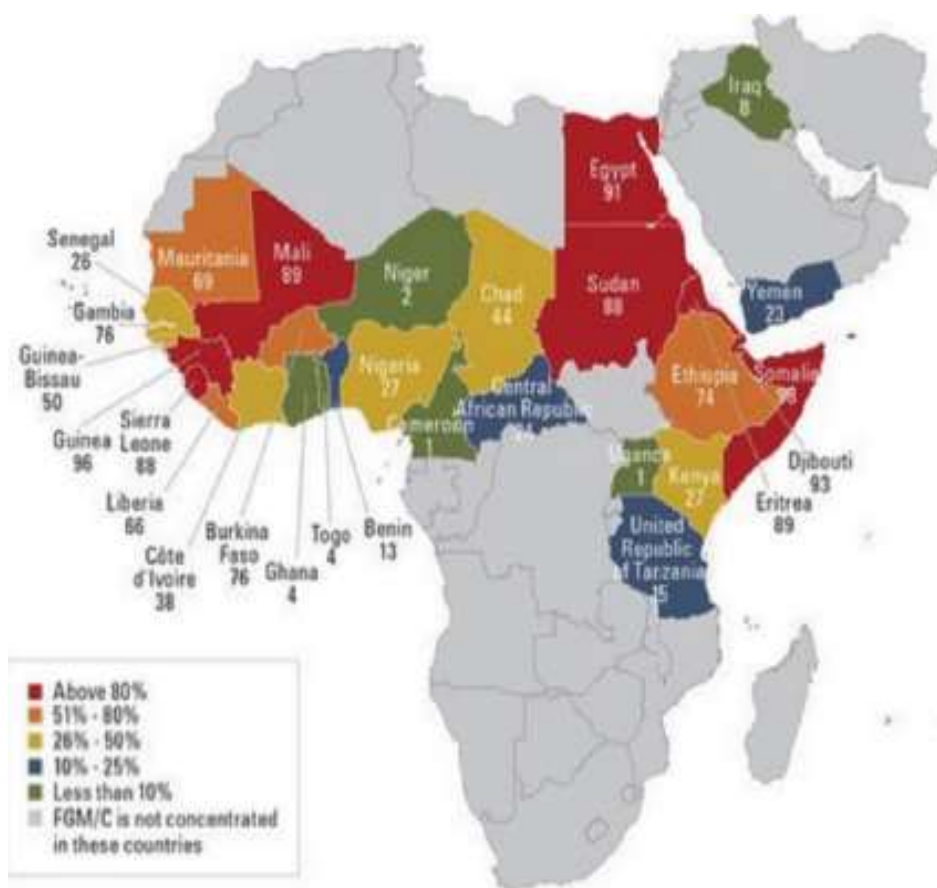 Iraq
8
Egypt
91
Senegal
26
Mauritania
69
Mali
89
Niger
2
Chad
44
Sudan
88
Yemen
23
Gambia
76
Guinea-
Bissau
50
Nigeria
27
Ethiopia
74
Somalia
98
Central
African Republic
Cameroon
1
Guinea
96
Sierra
Leone
88
Uganda
1
Kenya
27
Djibouti
93
Eritrea
89
Liberia
66
Côte
d'Ivoire
38
Burkina
Faso
76
Ghana
4
Togo
4
Benin
13
United
Republic
of Tanzania
15
Above 80%
51% - 80%
26% - 50%
10% - 25%
Less than 10%
FGM/C is not concentrated
in these countries